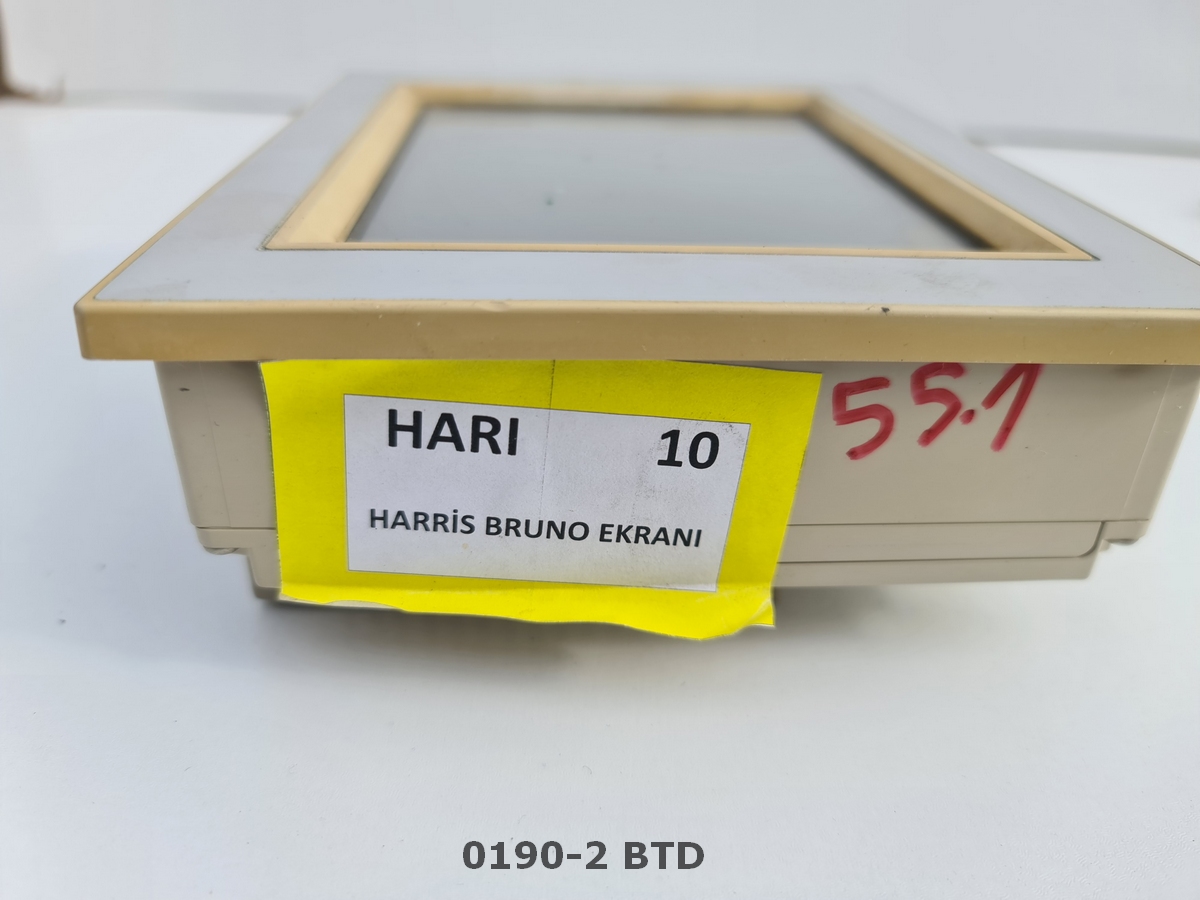 HARI 10
55.1
HARRİS BRUNO EKRANI
0190-2 BTD